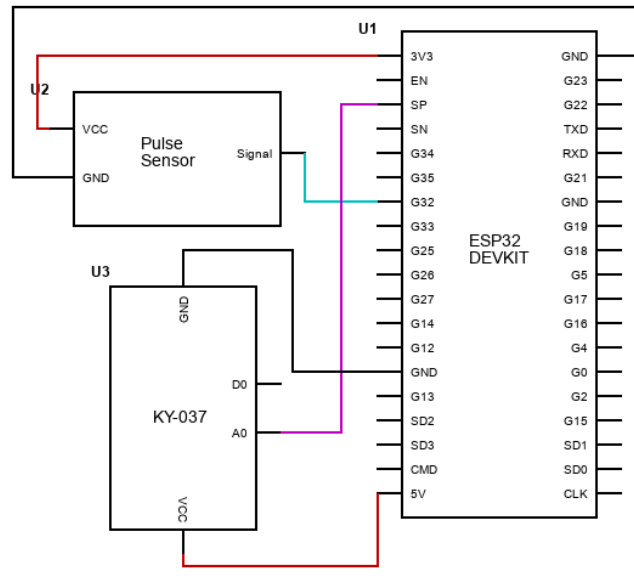 U1
U2
VCC
GND
Pulse
Sensor
Signal
3V3
EN
SP
SN
G34
G35
G32
G33
G25
G26
G27
G14
G12
GND
G13
SD2
SD3
CMD
5V
ESP32
DEVKIT
GND
G23
G22
TXD
RXD
G21
GND
G19
G18
G5
G17
G16
G4
G0
G2
G15
SD1
SD0
CLK
U3
GND
D0
KY-037
A0
VCC